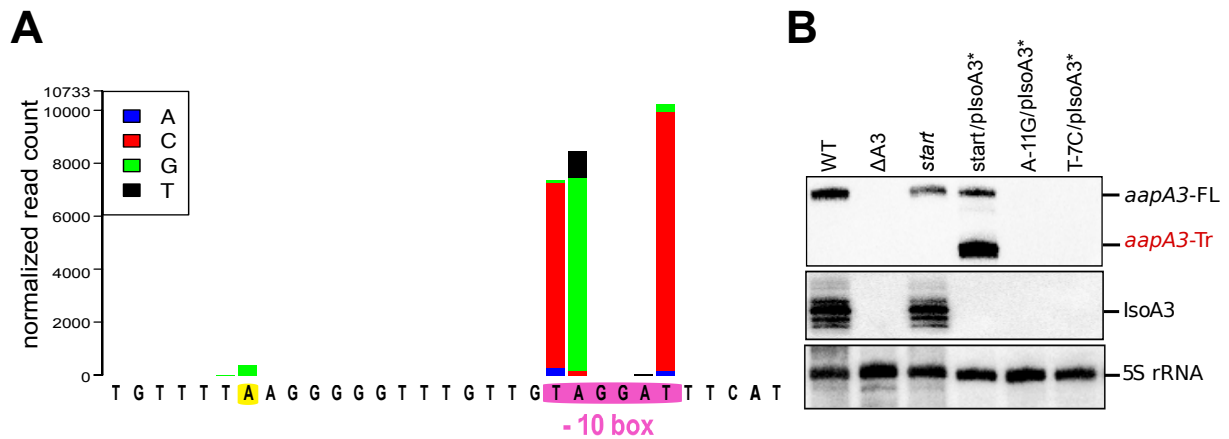 A
B
normalized read count
10733
10000
8000
6000
4000
2000
0
A
C
G
T
T G T T T T A A G G G G G T T T G T T G T A G G A T T T C A T
- 10 box
WT
ΔA3
start
start/pIsoA3*
A-11G/pIsoA3*
T-7C/pIsoA3*
aapA3-FL
aapA3-Tr
IsoA3
5S rRNA